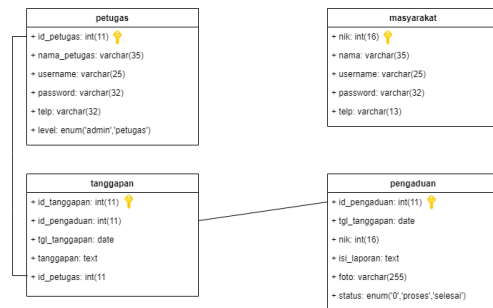 petugas
+ id_petugas: int(11)
+ nama_petugas: varchar(35)
+ username: varchar(25)
+ password: varchar(32)
+ telp: varchar(32)
+ level: enum('admin','petugas')
masyarakat
+ nik: int(16)
+ nama: varchar(35)
+ username: varchar(25)
+ password: varchar(32)
+ telp: varchar(13)
tanggapan
+ id_tanggapan: int(11)
+ id_pengaduan: int(11)
+ tgl_tanggapan: date
+ tanggapan: text
+ id_petugas: int(11
pengaduan
+ id_pengaduan: int(11)
+ tgl_tanggapan: date
+ nik: int(16)
+ isi_laporan: text
+ foto: varchar(255)
+ status: enum('0','proses','selesai')